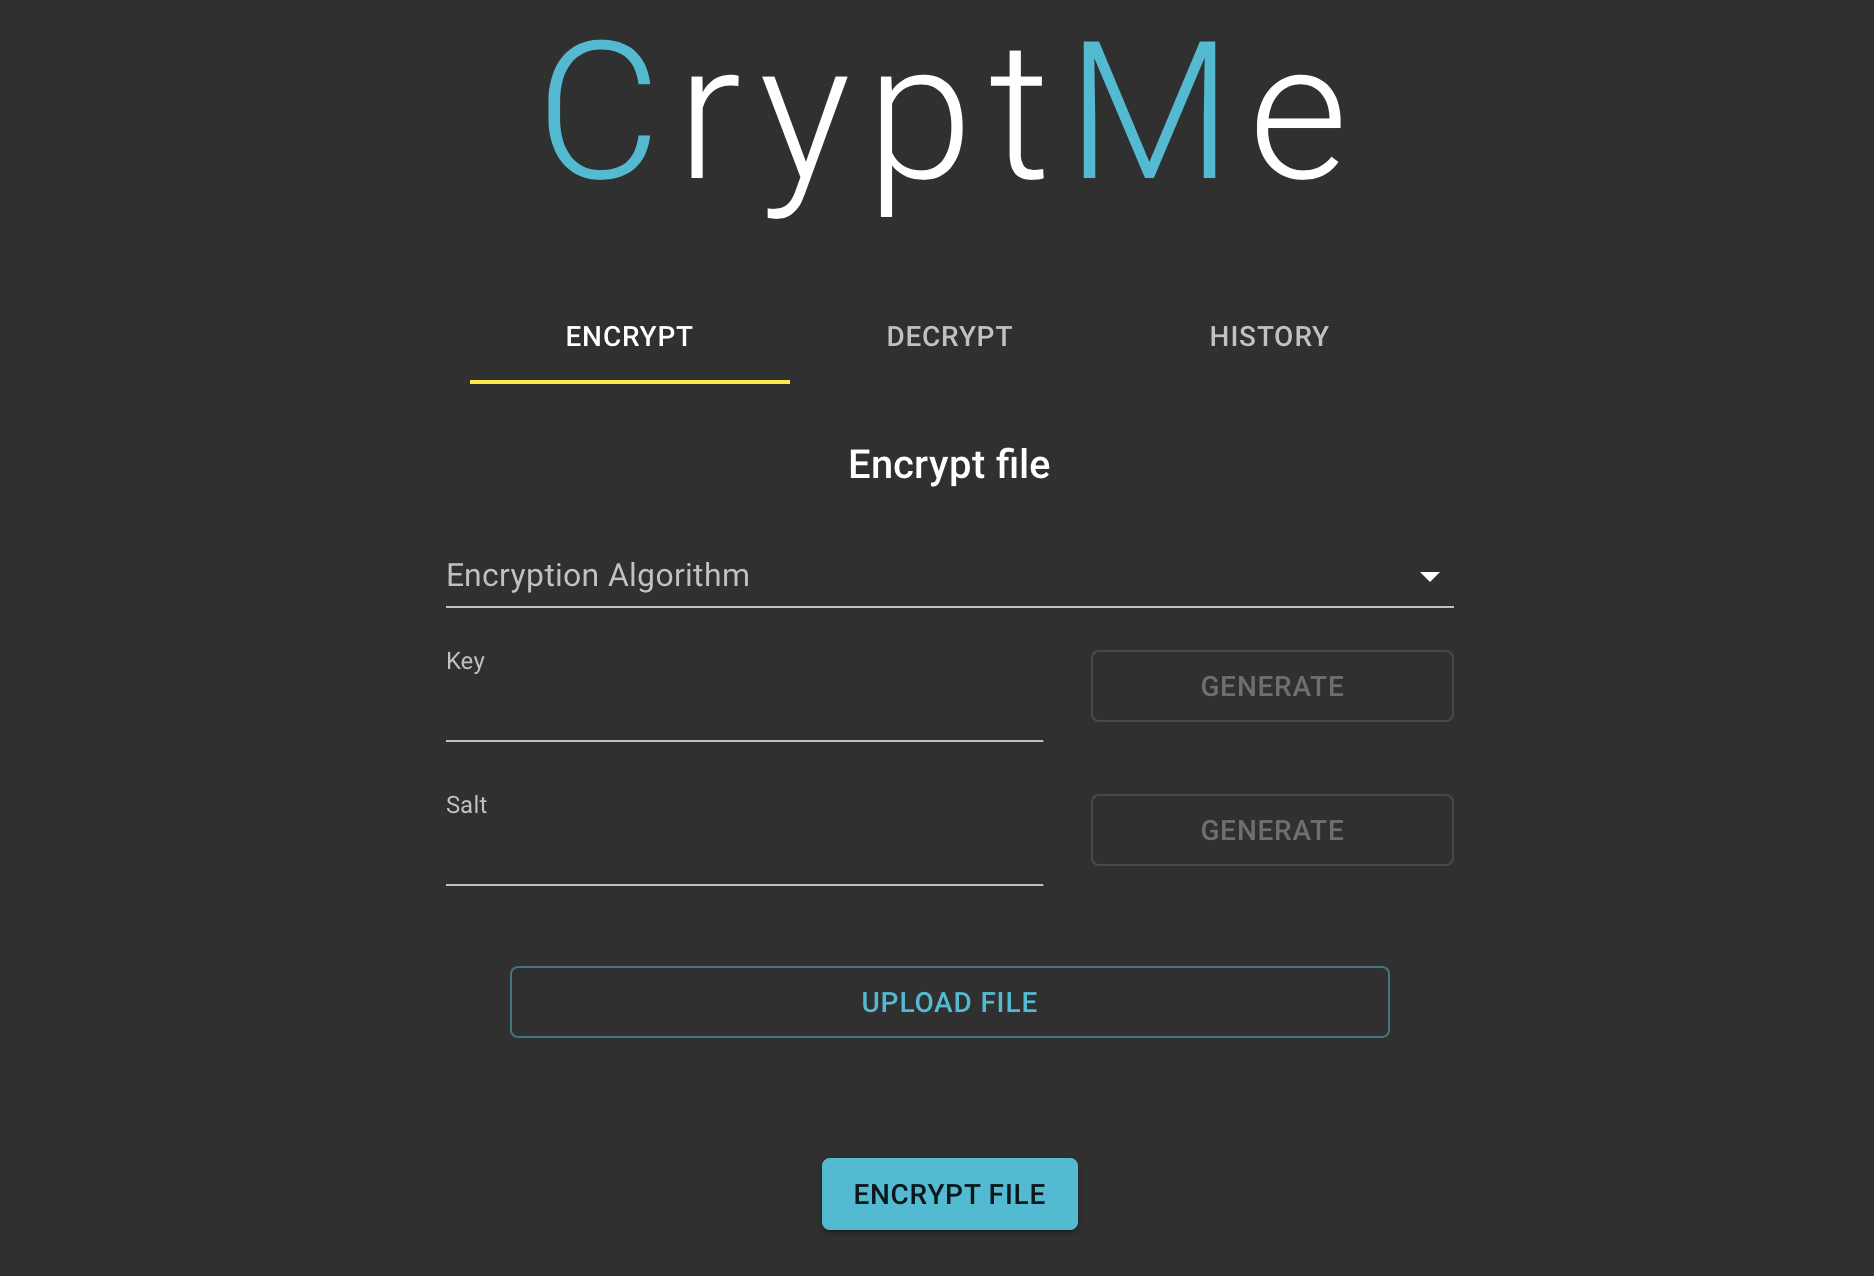 CryptMe
ENCRYPT DECRYPT HISTORY
Encrypt file
Encryption Algorithm
Key
GENERATE
Salt
GENERATE
UPLOAD FILE
ENCRYPT FILE